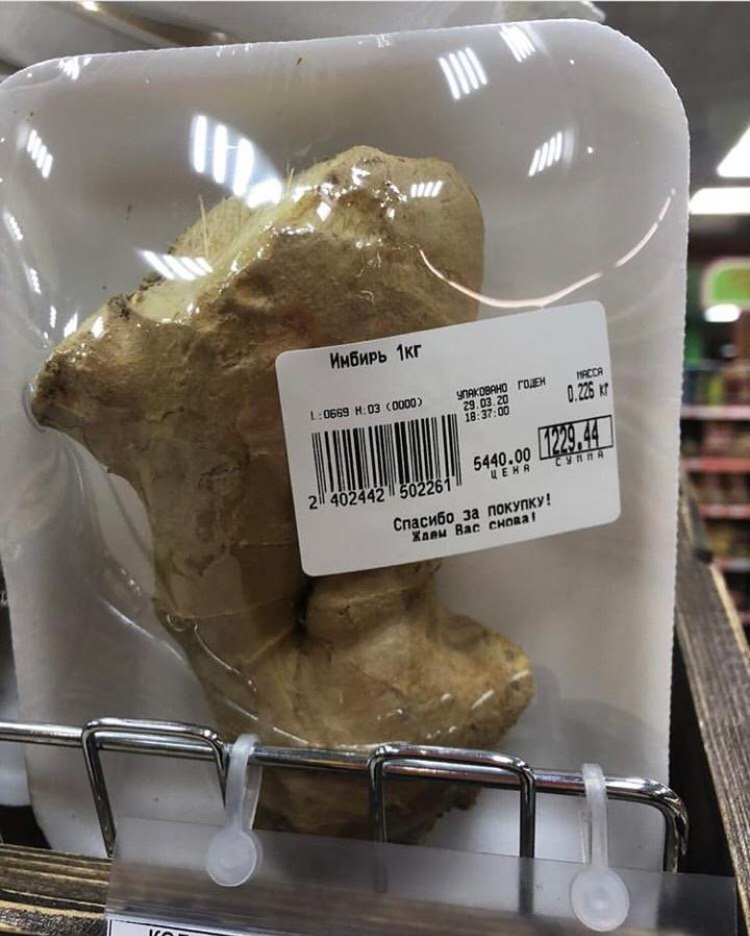 Имбирь 1кг
L:0669 Н:03 (0000)
УПАКОВАНО ГОДЕН
29.03.20
18:37:00
МАССА
0.226 кг
5440.00
ЦЕНА
1229.44
СУММА
2 402442 502261
Спасибо за покупку!
Ждем Вас снова!